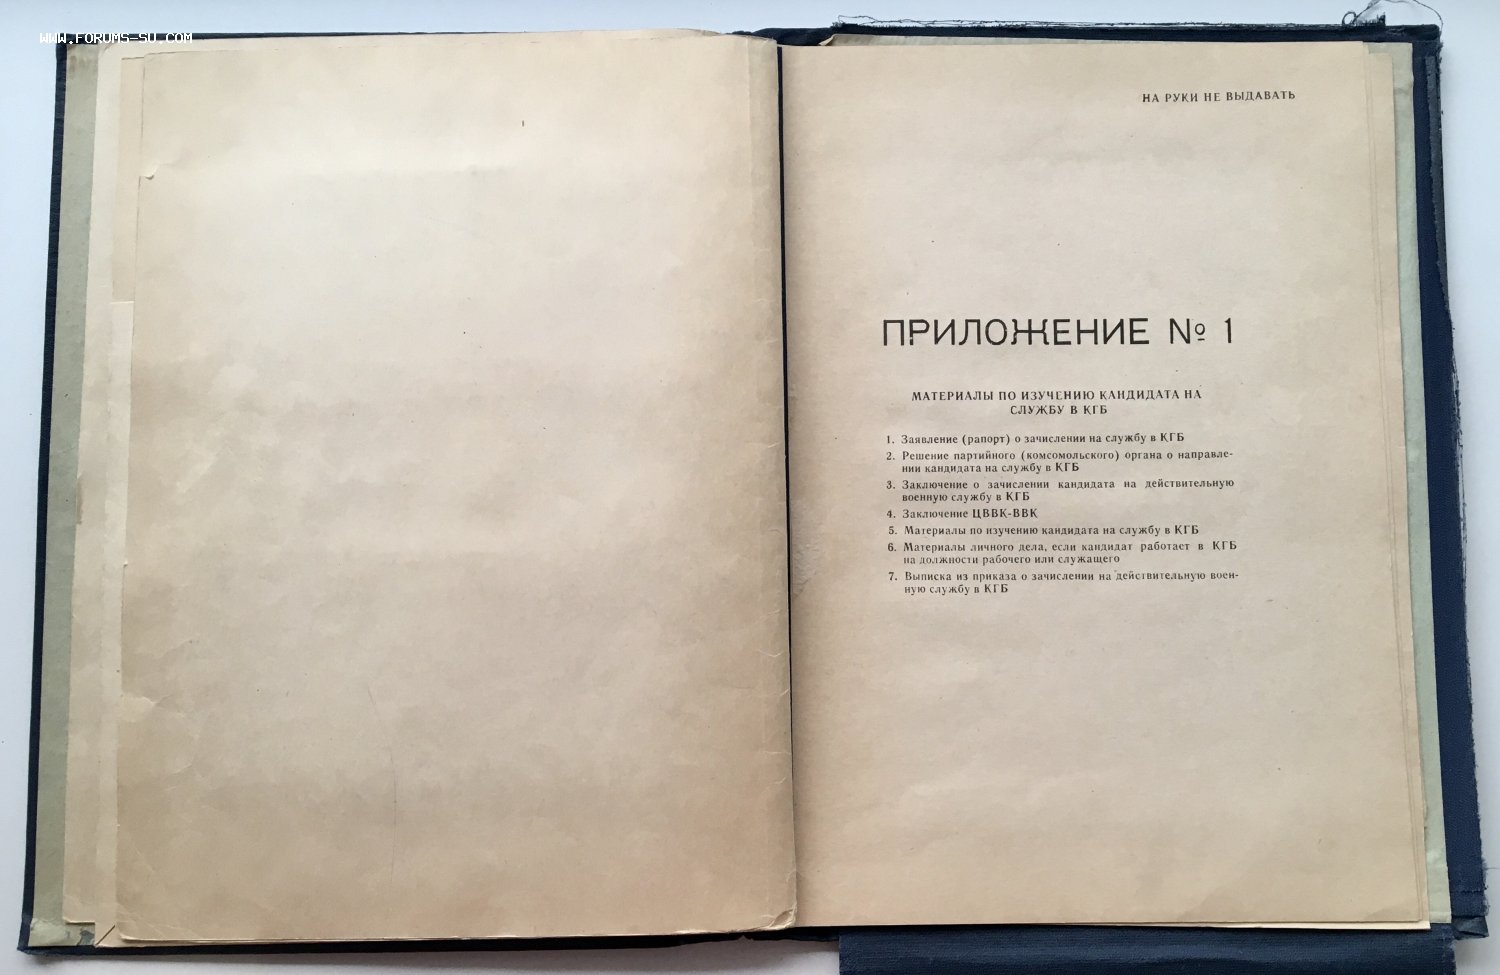 WWW.FORUMS-SU.COM
НА РУКИ НЕ ВЫДАВАТЬ
ПРИЛОЖЕНИЕ № 1
МАТЕРИАЛЫ ПО ИЗУЧЕНИЮ КАНДИДАТА НА
СЛУЖБУ В КГБ
1. Заявление (рапорт) о зачислении на службу в КГБ
2. Решение партийного (комсомольского) органа о направле-
нии кандидата на службу в КГБ
3. Заключение о зачислении кандидата на действительную
военную службу в КГБ
4. Заключение ЦВВК-ВВК
5. Материалы по изучению кандидата на службу в КГБ
6. Материалы личного дела, если кандидат работает в КГБ
на должности рабочего или служащего
7. Выписка из приказа о зачислении на действительную воен-
ную службу в КГБ